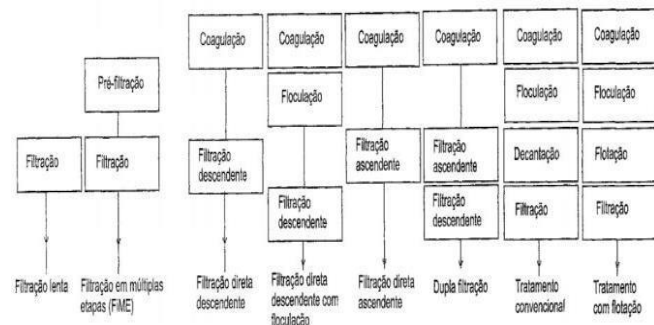 Coagulação
Coagulação
Coagulação
Coagulação
Coagulação
Coagulação
Pré-filtração
Floculação
Floculação
Floculação
Filtração
Filtração
Filtração
descendente
Filtração
ascendente
Filtração
ascendente
Decantação
Flotação
Filtração
descendente
Filtração
descendente
Filtração
Filtração
Filtração lenta
Filtração em múltiplas
etapas (FiME)
Filtração direta
descendente
Filtração direta
descendente com
floculação
Filtração direta
ascendente
Dupla filtração
Tratamento
convencional
Tratamento
com flotação